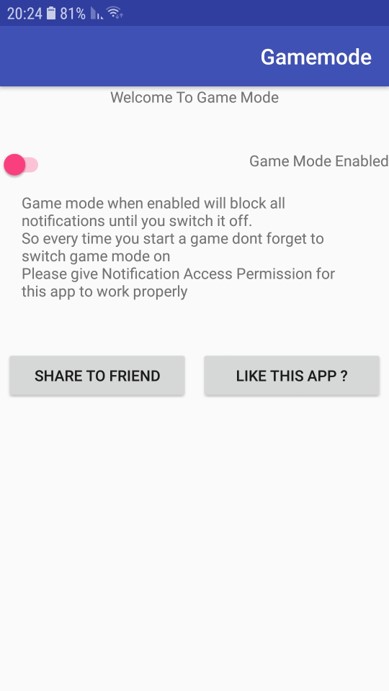 20:24 81%
Gamemode
Welcome To Game Mode
Game Mode Enabled
Game mode when enabled will block all
notifications until you switch it off.
So every time you start a game dont forget to
switch game mode on
Please give Notification Access Permission for
this app to work properly
SHARE TO FRIEND
LIKE THIS APP ?